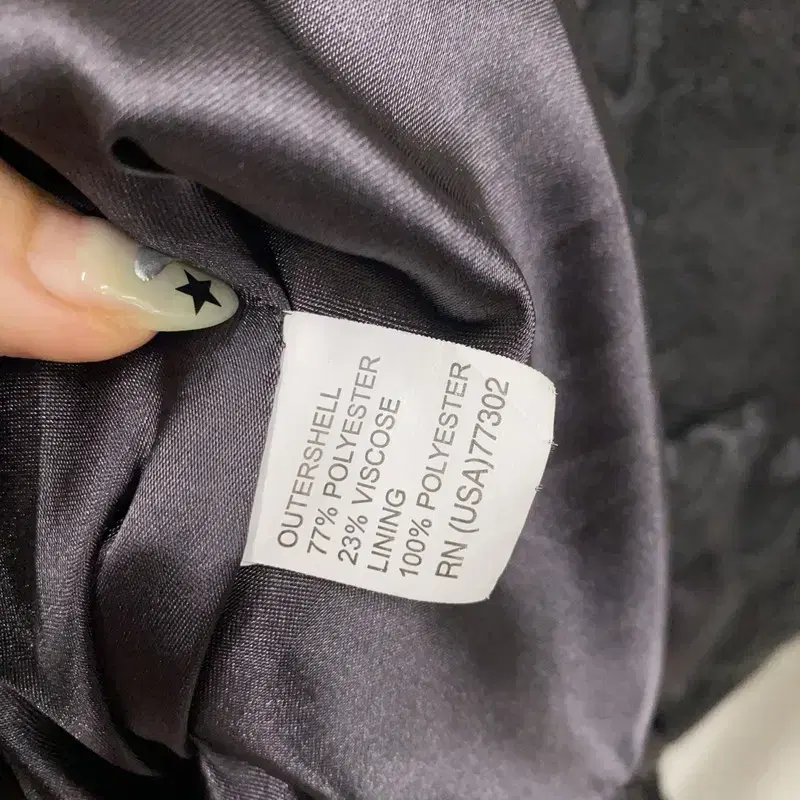 OUTERSHELL
77% POLYESTER
23% VISCOSE
LINING
100% POLYESTER
RN (USA)77302